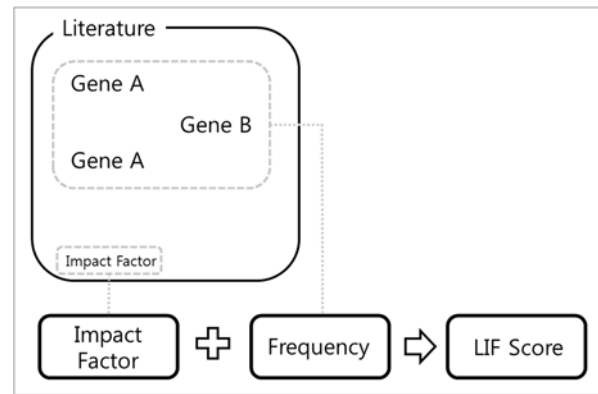 Literature
Gene A
Gene B
Gene A
Impact Factor
Impact
Factor
Frequency
LIF Score